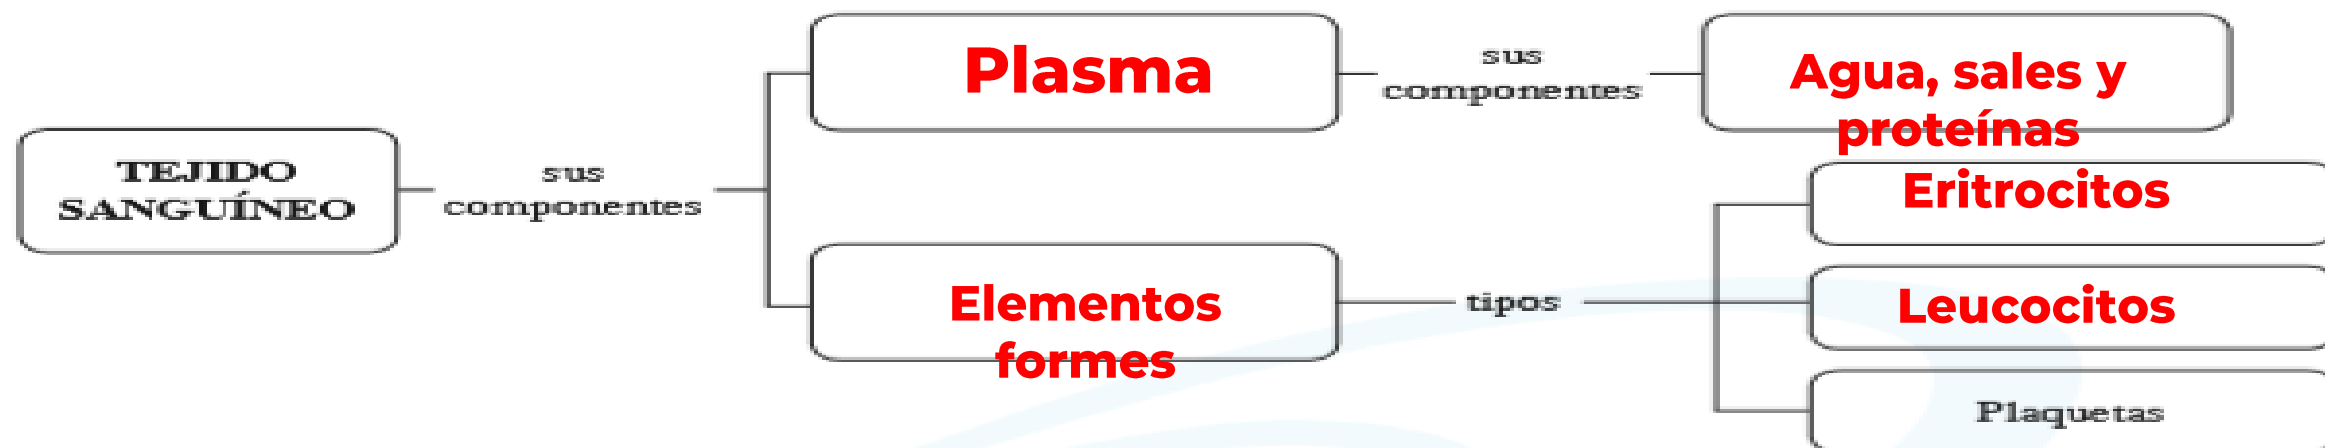 TEJIDO
SANGUÍNEO
sus
componentes
Plasma
sus
componentes
Agua, sales y
proteínas
Elementos
formes
tipos
Eritrocitos
Leucocitos
Plaquetas